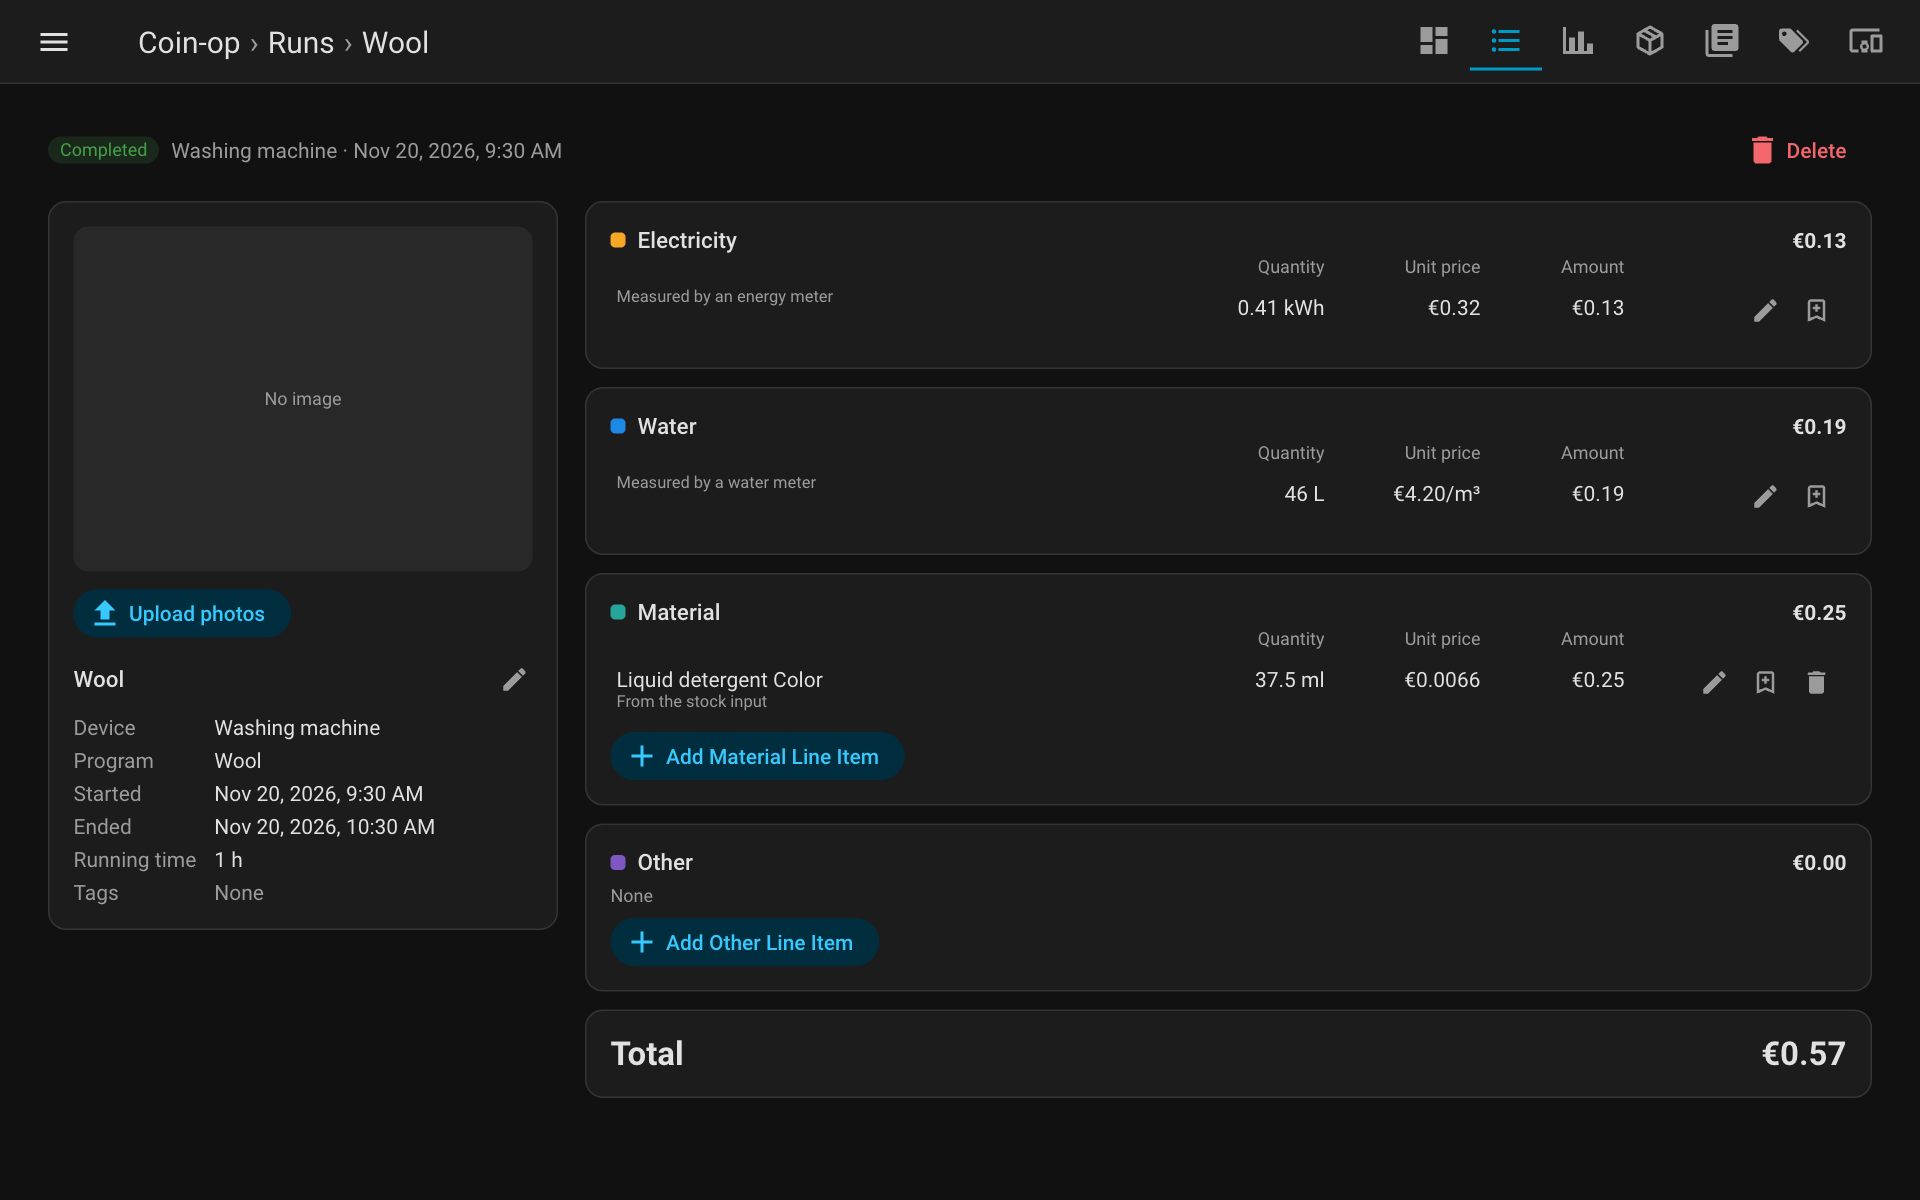 Coin-op › Runs › Wool
Completed
Washing machine · Nov 20, 2026, 9:30 AM
Delete
No image
Upload photos
Wool
Device Washing machine
Program Wool
Started Nov 20, 2026, 9:30 AM
Ended Nov 20, 2026, 10:30 AM
Running time 1 h
Tags None
Electricity €0.13
Quantity Unit price Amount
Measured by an energy meter 0.41 kWh €0.32 €0.13
Water €0.19
Quantity Unit price Amount
Measured by a water meter 46 L €4.20/m³ €0.19
Material €0.25
Quantity Unit price Amount
Liquid detergent Color 37.5 ml €0.0066 €0.25
From the stock input
Add Material Line Item
Other €0.00
None
Add Other Line Item
Total €0.57